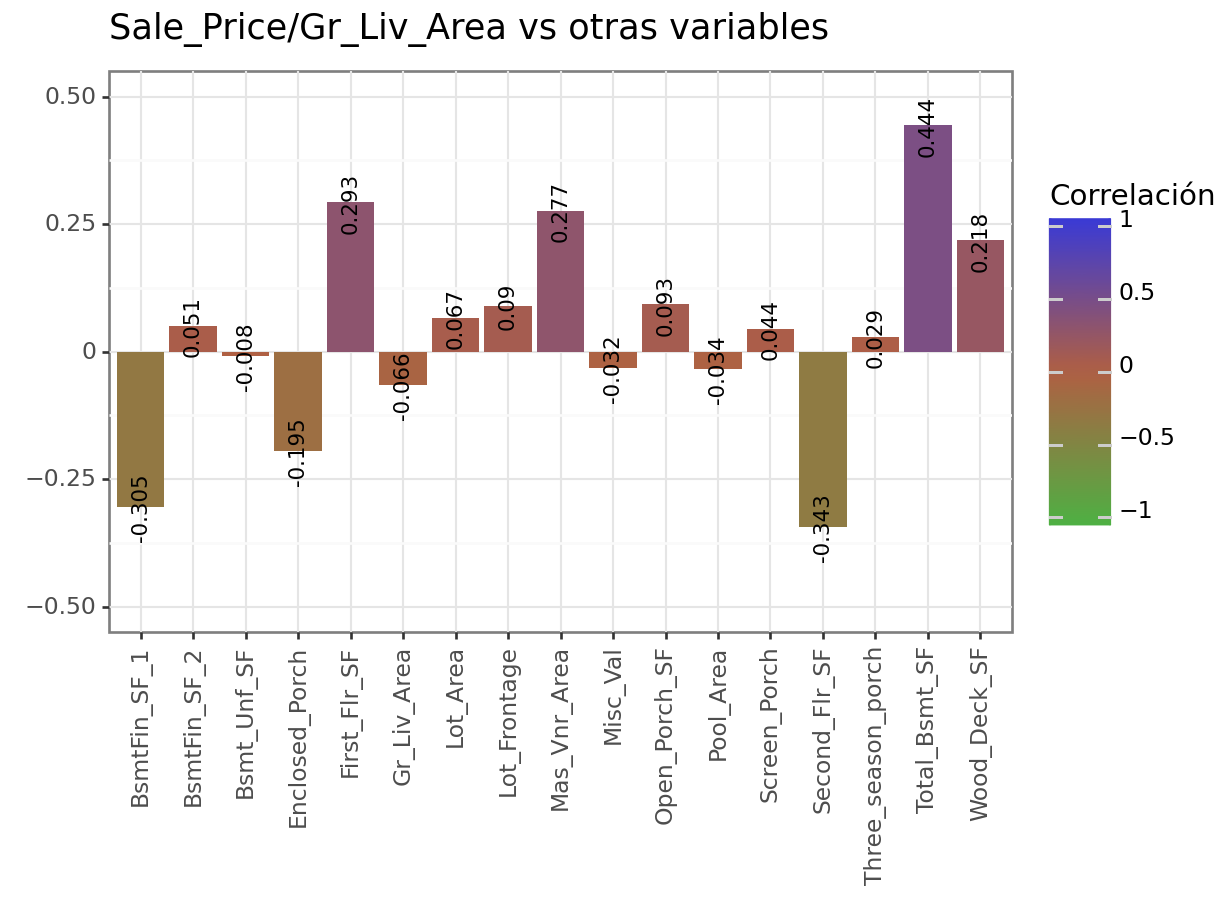 Sale_Price/Gr_Liv_Area vs otras variables
0.50
0.25
0
−0.25
−0.50
-0.305
0.051
-0.008
-0.195
0.293
-0.066
0.067
0.09
0.277
-0.032
0.093
-0.034
0.044
-0.343
0.029
0.444
0.218
BsmtFin_SF_1
BsmtFin_SF_2
Bsmt_Unf_SF
Enclosed_Porch
First_Flr_SF
Gr_Liv_Area
Lot_Area
Lot_Frontage
Mas_Vnr_Area
Misc_Val
Open_Porch_SF
Pool_Area
Screen_Porch
Second_Flr_SF
Three_season_porch
Total_Bsmt_SF
Wood_Deck_SF
Correlación
1
0.5
0
−0.5
−1